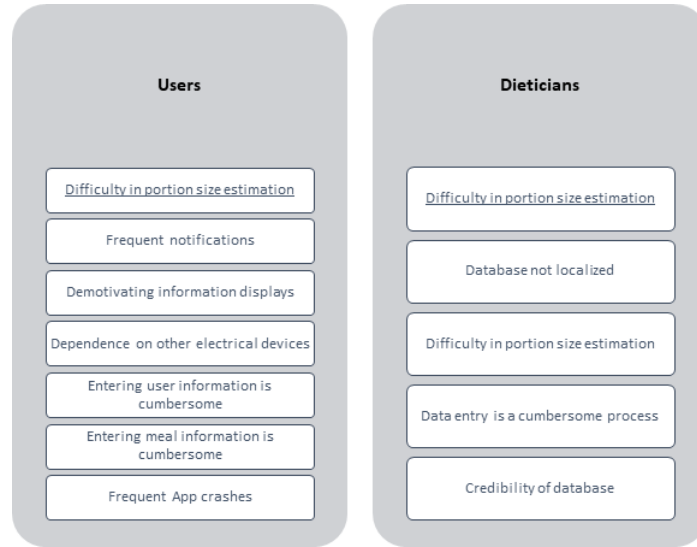 Users
Difficulty in portion size estimation
Frequent notifications
Demotivating information displays
Dependence on other electrical devices
Entering user information is
cumbersome
Entering meal information is
cumbersome
Frequent App crashes
Dieticians
Difficulty in portion size estimation
Database not localized
Difficulty in portion size estimation
Data entry is a cumbersome process
Credibility of database